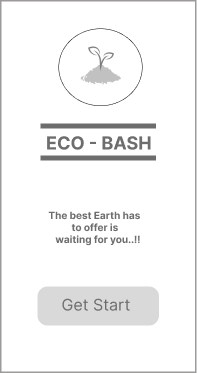 ECO - BASH
The best Earth has
to offer is
waiting for you..!!
Get Start